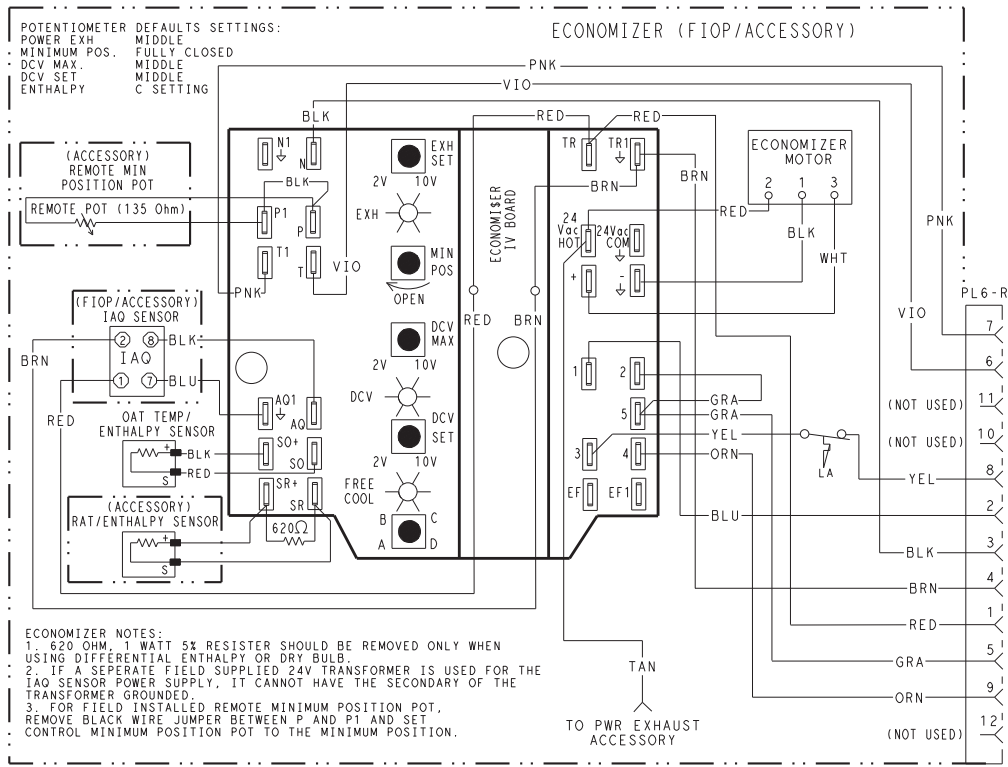 POTENTIOMETER DEFAULTS SETTINGS:
POWER EXH MIDDLE
MINIMUM POS. FULLY CLOSED
DCV MAX. MIDDLE
DCV SET MIDDLE
ENTHALPY C SETTING
ECONOMIZER (FIOP/ACCESSORY)
PNK
VIO
BLK
RED
RED
(ACCESSORY)
REMOTE MIN
POSITION POT
REMOTE POT (135 Ohm)
N1
N
BLK
P1
P
T1
T
VIO
PNK
EXH
SET
2V 10V
EXH
MIN
POS
OPEN
DCV
MAX
2V 10V
DCV
DCV
SET
2V 10V
FREE
COOL
B C
A D
ECONOMI$ER
IV BOARD
RED
BRN
TR TR1
BRN
BRN
24
Vac
HOT
24Vac
COM
+ -
1 2
5
3 4
EF EF1
ECONOMIZER
MOTOR
2 1 3
RED
BLK
WHT
PNK
VIO
(FIOP/ACCESSORY)
IAQ SENSOR
2 8
IAQ
1 7
BLK
BLU
BRN
RED
AQ1
AQ
SO+
SO
SR+
SR
620Ω
OAT TEMP/
ENTHALPY SENSOR
+
S
BLK
RED
(ACCESSORY)
RAT/ENTHALPY SENSOR
+
S
GRA
GRA
YEL
ORN
LA
BLU
PL6-R
7
6
(NOT USED) 11
(NOT USED) 10
YEL 8
2
BLK 3
BRN 4
RED 1
GRA 5
ORN 9
(NOT USED) 12
TAN
TO PWR EXHAUST
ACCESSORY
ECONOMIZER NOTES:
1. 620 OHM, 1 WATT 5% RESISTER SHOULD BE REMOVED ONLY WHEN
USING DIFFERENTIAL ENTHALPY OR DRY BULB.
2. IF A SEPERATE FIELD SUPPLIED 24V TRANSFORMER IS USED FOR THE
IAQ SENSOR POWER SUPPLY, IT CANNOT HAVE THE SECONDARY OF THE
TRANSFORMER GROUNDED.
3. FOR FIELD INSTALLED REMOTE MINIMUM POSITION POT,
REMOVE BLACK WIRE JUMPER BETWEEN P AND P1 AND SET
CONTROL MINIMUM POSITION POT TO THE MINIMUM POSITION.